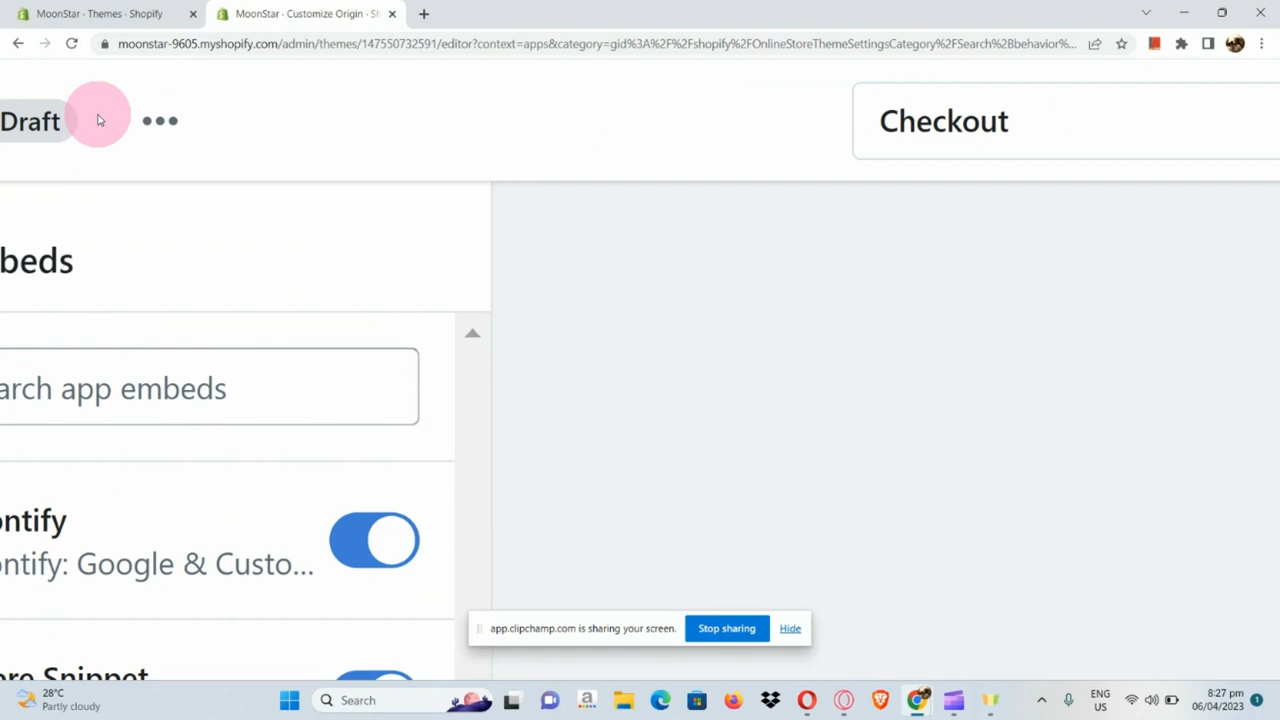 MoonStar · Themes · Shopify
MoonStar · Customize Origin · Sh
moonstar-9605.myshopify.com/admin/themes/147550732591/editor?context=apps&category=gid%3A%2F%2Fshopify%2FOnlineStoreThemeSettingsCategory%2FSearch%2Bbehavior%...
Draft
Checkout
beds
arch app embeds
ontify
ontify: Google & Custo...
ore Snippet
app.clipchamp.com is sharing your screen.
Stop sharing
Hide
28°C
Partly cloudy
Search
ENG
US
8:27 pm
06/04/2023
1